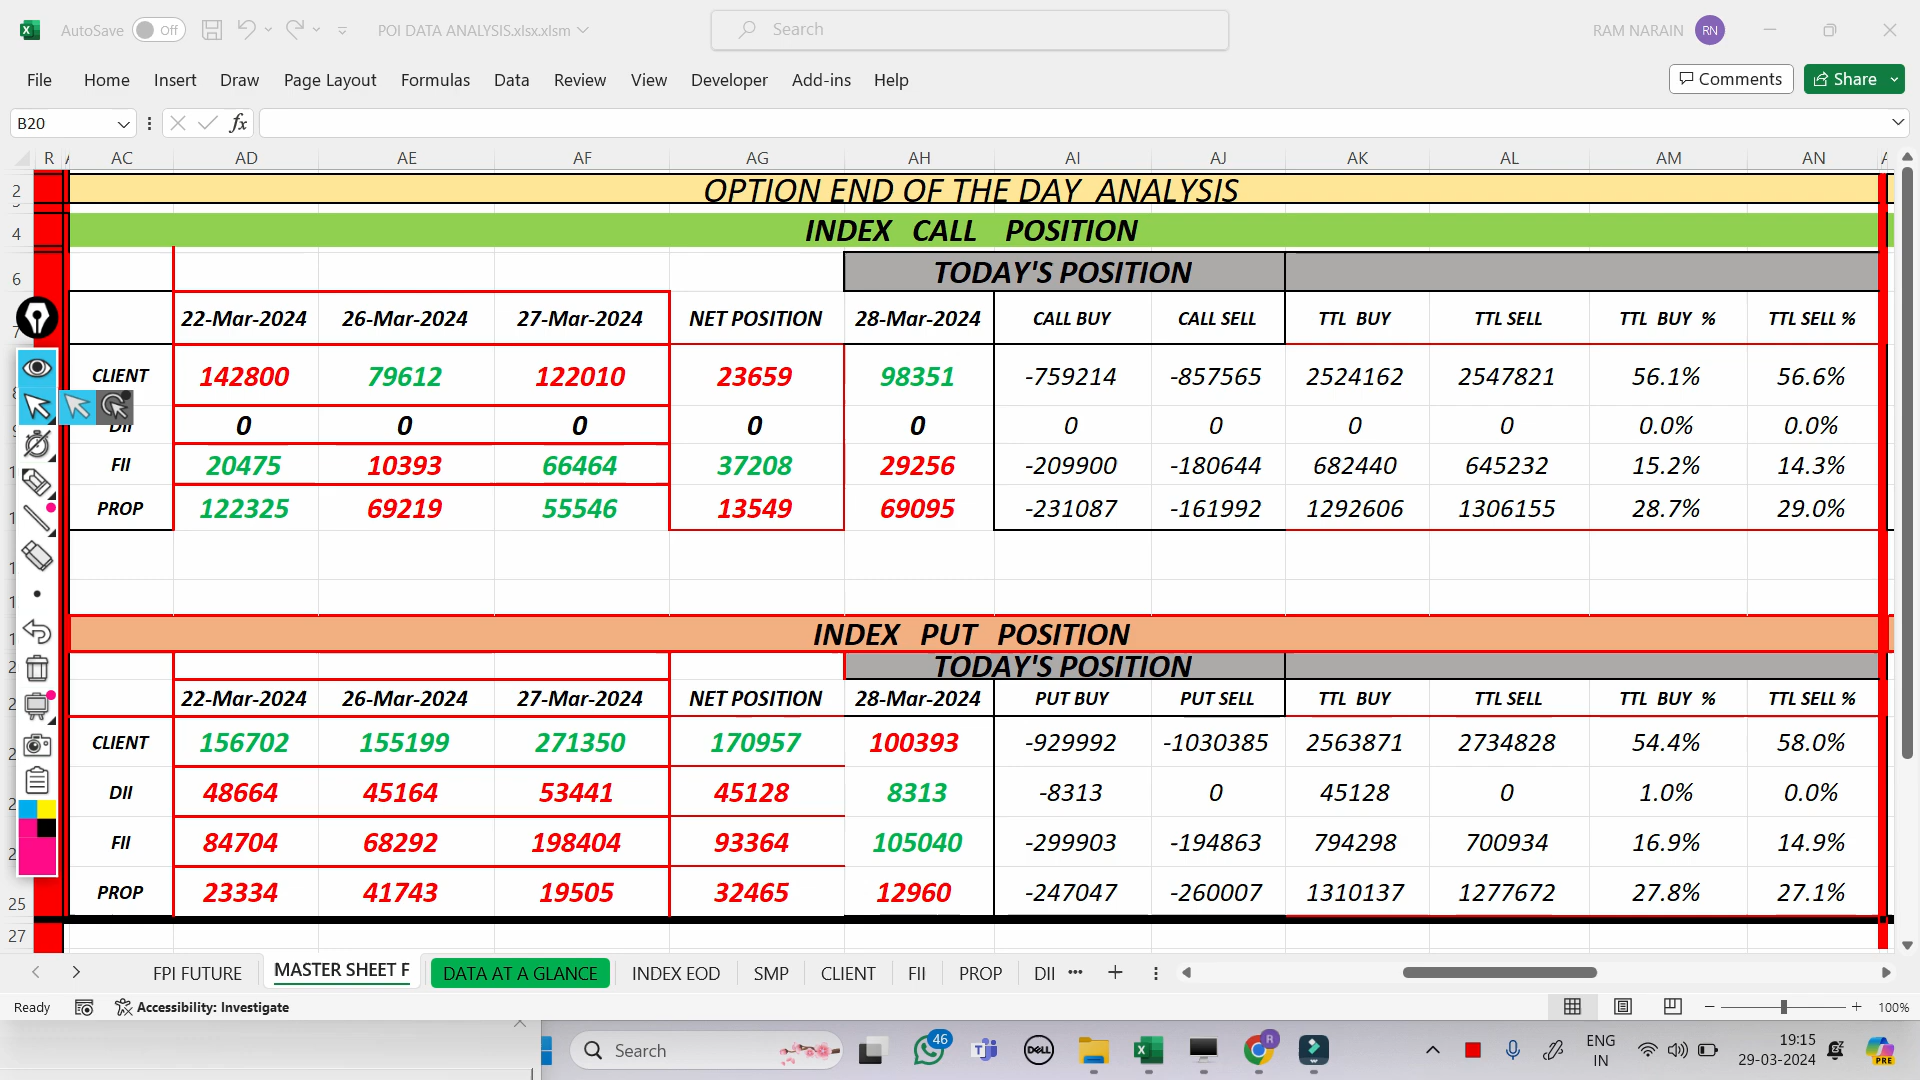 AutoSave Off POI DATA ANALYSIS.xlsx.xlsm Search RAM NARAIN RN
File Home Insert Draw Page Layout Formulas Data Review View Developer Add-ins Help Comments Share
B20 fx
R AC AD AE AF AG AH AI AJ AK AL AM AN
2 OPTION END OF THE DAY ANALYSIS
4 INDEX CALL POSITION
6 TODAY'S POSITION
22-Mar-2024 26-Mar-2024 27-Mar-2024 NET POSITION 28-Mar-2024 CALL BUY CALL SELL TTL BUY TTL SELL TTL BUY % TTL SELL %
CLIENT 142800 79612 122010 23659 98351 -759214 -857565 2524162 2547821 56.1% 56.6%
DII 0 0 0 0 0 0 0 0 0 0.0% 0.0%
FII 20475 10393 66464 37208 29256 -209900 -180644 682440 645232 15.2% 14.3%
PROP 122325 69219 55546 13549 69095 -231087 -161992 1292606 1306155 28.7% 29.0%
INDEX PUT POSITION
TODAY'S POSITION
22-Mar-2024 26-Mar-2024 27-Mar-2024 NET POSITION 28-Mar-2024 PUT BUY PUT SELL TTL BUY TTL SELL TTL BUY % TTL SELL %
CLIENT 156702 155199 271350 170957 100393 -929992 -1030385 2563871 2734828 54.4% 58.0%
DII 48664 45164 53441 45128 8313 -8313 0 45128 0 1.0% 0.0%
FII 84704 68292 198404 93364 105040 -299903 -194863 794298 700934 16.9% 14.9%
25 PROP 23334 41743 19505 32465 12960 -247047 -260007 1310137 1277672 27.8% 27.1%
27
FPI FUTURE MASTER SHEET F DATA AT A GLANCE INDEX EOD SMP CLIENT FII PROP DII
Ready Accessibility: Investigate 100%
Search 46 DELL R ENG 19:15
IN 29-03-2024 PRE